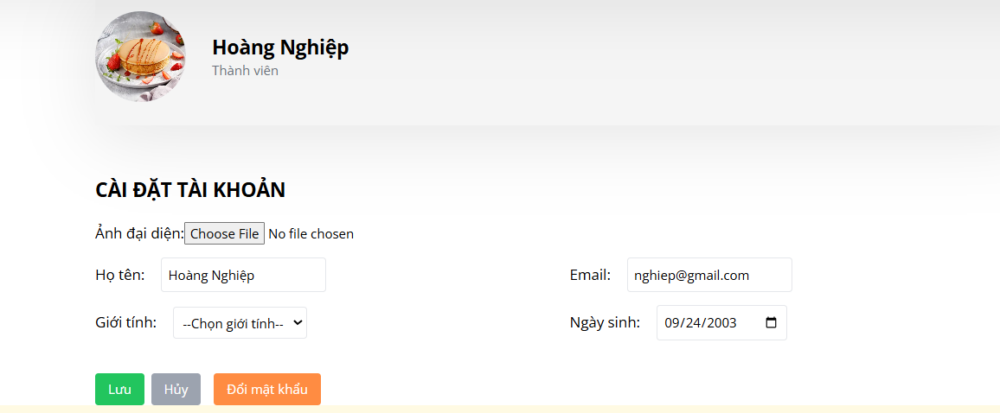 Hoàng Nghiệp
Thành viên
CÀI ĐẶT TÀI KHOẢN
Ảnh đại diện: Choose File No file chosen
Họ tên: Hoàng Nghiệp Email: nghiep@gmail.com
Giới tính: --Chọn giới tính-- Ngày sinh: 09/24/2003
Lưu Hủy Đổi mật khẩu